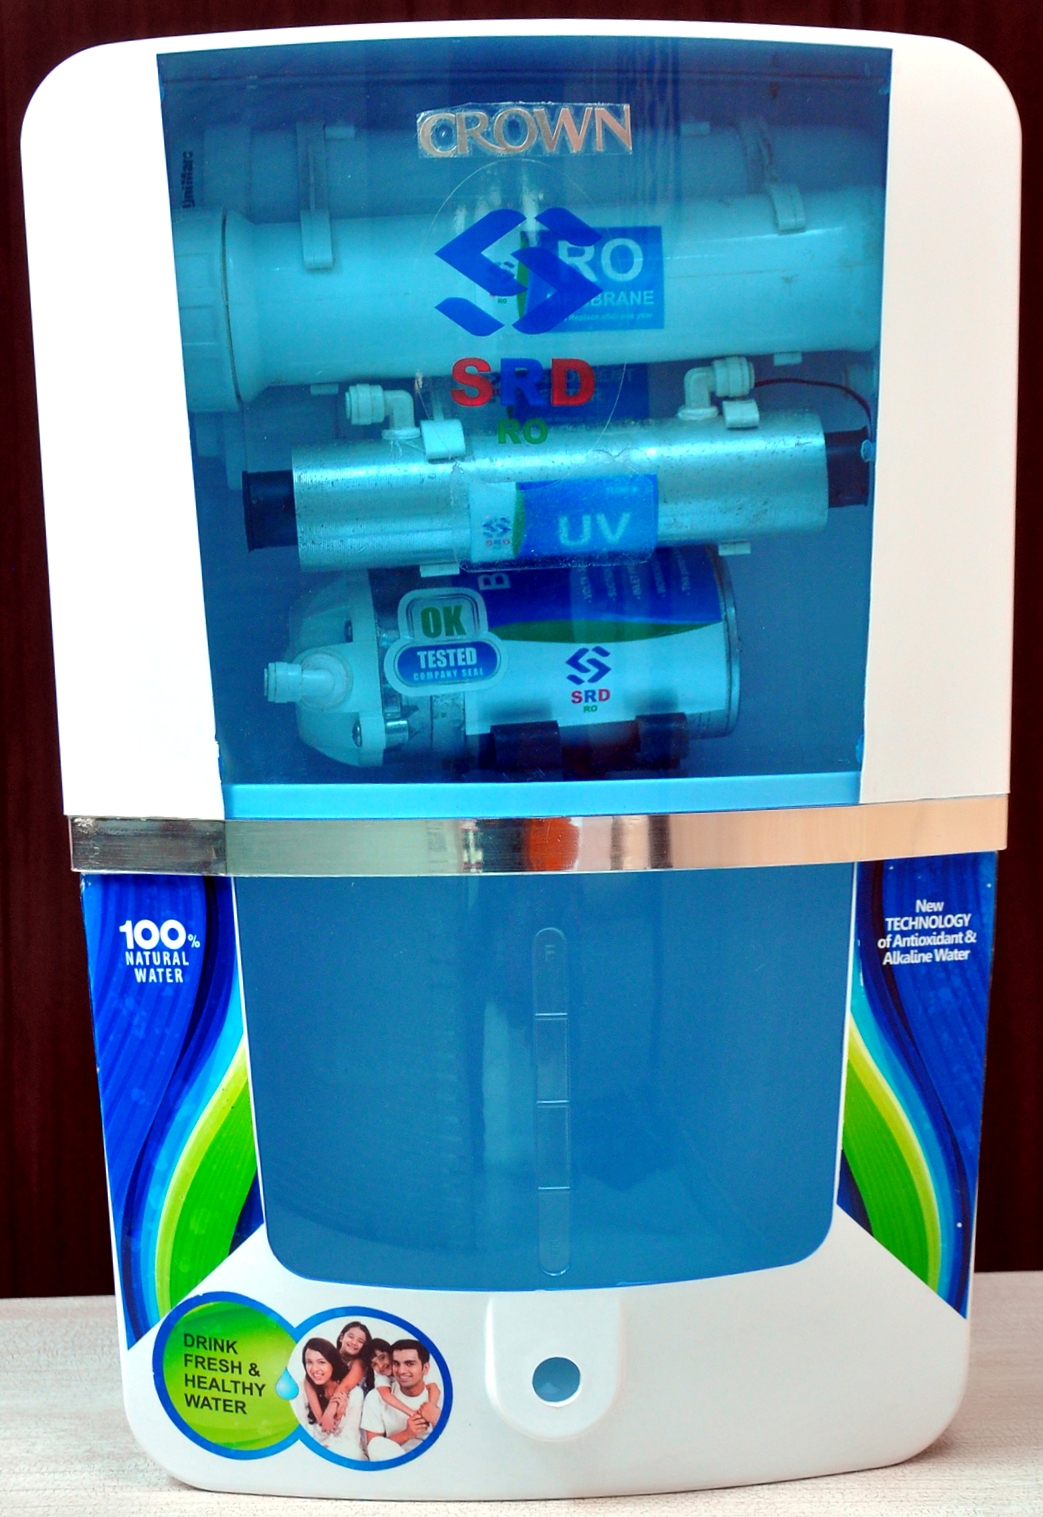 CROWN
RO
BRANE
SRD
RO
UV
SRD
OK
TESTED
COMPANY SEAL
SRD
RO
100%
NATURAL
WATER
New
TECHNOLOGY
of Antioxidant &
Alkaline Water
F
DRINK
FRESH &
HEALTHY
WATER